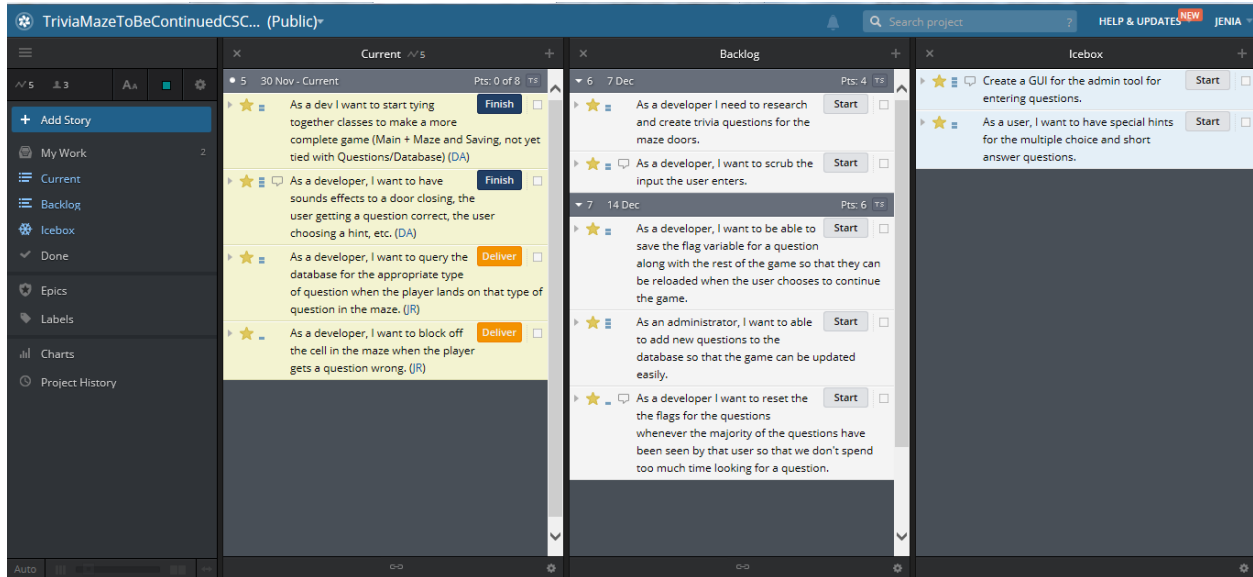 TriviaMazeToBeContinuedCSC... (Public)
Search project
?
HELP & UPDATES
NEW
JENIA
5
3
AA
+ Add Story
My Work 2
Current
Backlog
Icebox
Done
Epics
Labels
Charts
Project History
Auto
× Current 5 +
5 30 Nov - Current Pts: 0 of 8 TS
As a dev I want to start tying Finish
together classes to make a more
complete game (Main + Maze and Saving, not yet
tied with Questions/Database) (DA)
As a developer, I want to have Finish
sounds effects to a door closing, the
user getting a question correct, the user
choosing a hint, etc. (DA)
As a developer, I want to query the Deliver
database for the appropriate type
of question when the player lands on that type of
question in the maze. (JR)
As a developer, I want to block off Deliver
the cell in the maze when the player
gets a question wrong. (JR)
× Backlog +
6 7 Dec Pts: 4 TS
As a developer I need to research Start
and create trivia questions for the
maze doors.
As a developer, I want to scrub the Start
input the user enters.
7 14 Dec Pts: 6 TS
As a developer, I want to be able to Start
save the flag variable for a question
along with the rest of the game so that they can
be reloaded when the user chooses to continue
the game.
As an administrator, I want to able Start
to add new questions to the
database so that the game can be updated
easily.
As a developer I want to reset the Start
the flags for the questions
whenever the majority of the questions have
been seen by that user so that we don't spend
too much time looking for a question.
× Icebox +
Create a GUI for the admin tool for Start
entering questions.
As a user, I want to have special hints Start
for the multiple choice and short
answer questions.